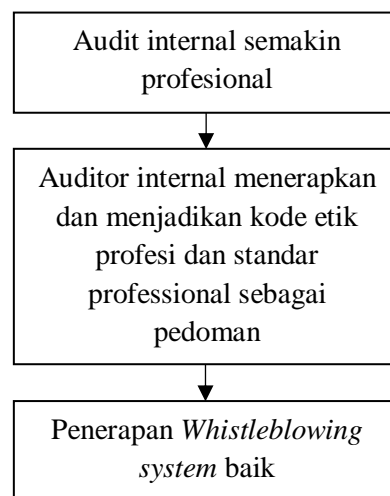 Audit internal semakin
profesional
Auditor internal menerapkan
dan menjadikan kode etik
profesi dan standar
professional sebagai
pedoman
Penerapan Whistleblowing
system baik